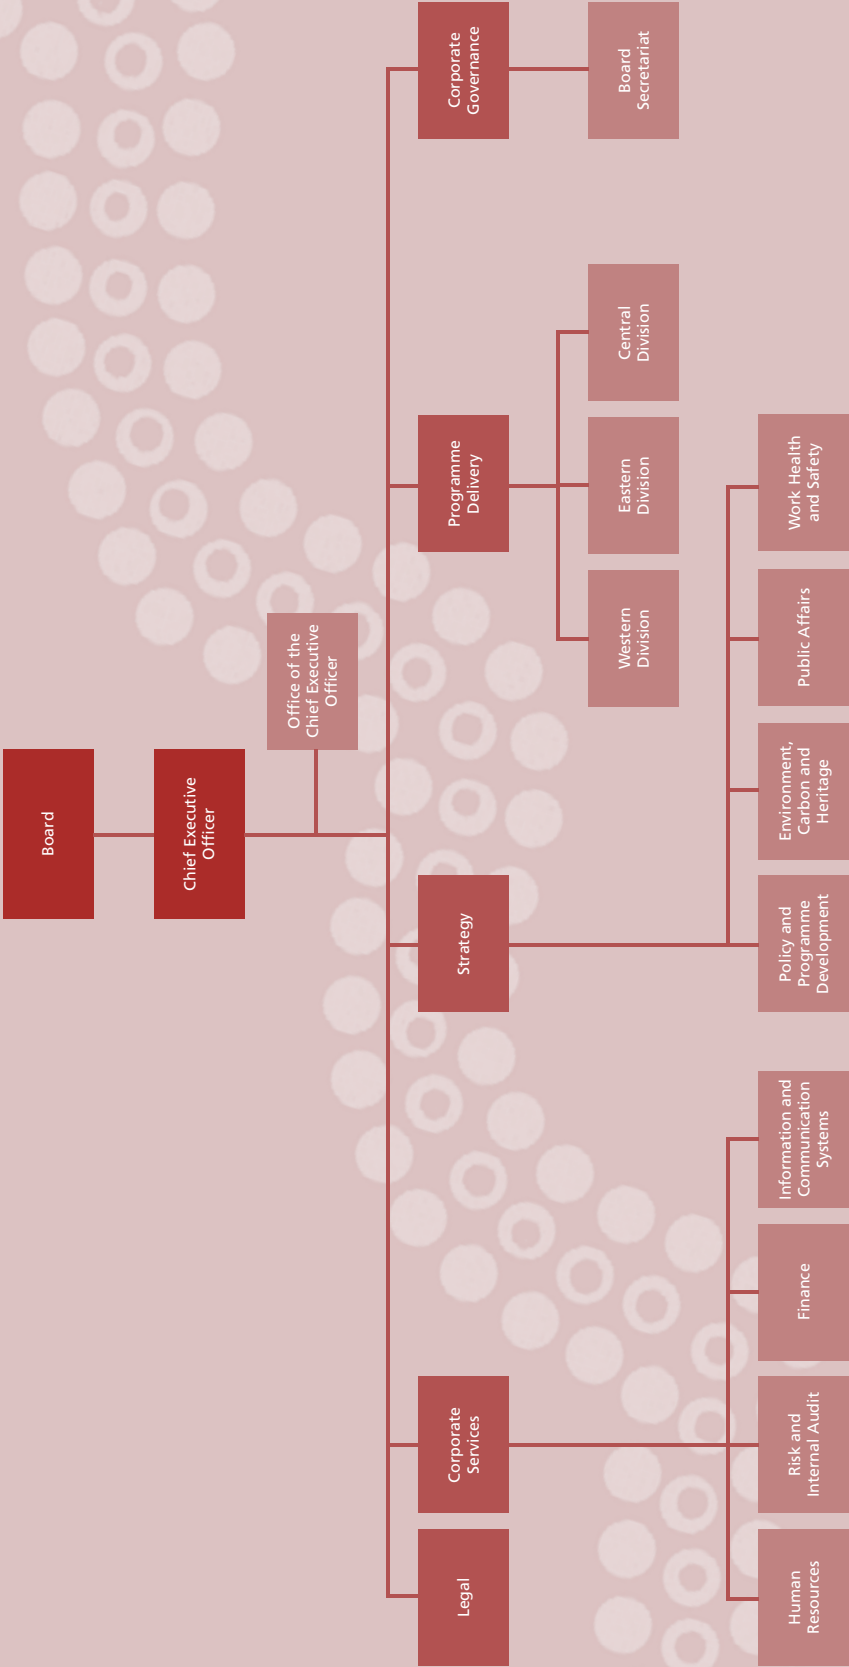 Board
Chief Executive
Officer
Office of the
Chief Executive
Officer
Legal
Corporate
Services
Strategy
Programme
Delivery
Corporate
Governance
Western
Division
Eastern
Division
Central
Division
Board
Secretariat
Human
Resources
Risk and
Internal Audit
Finance
Information and
Communication
Systems
Policy and
Programme
Development
Environment,
Carbon and
Heritage
Public Affairs
Work Health
and Safety